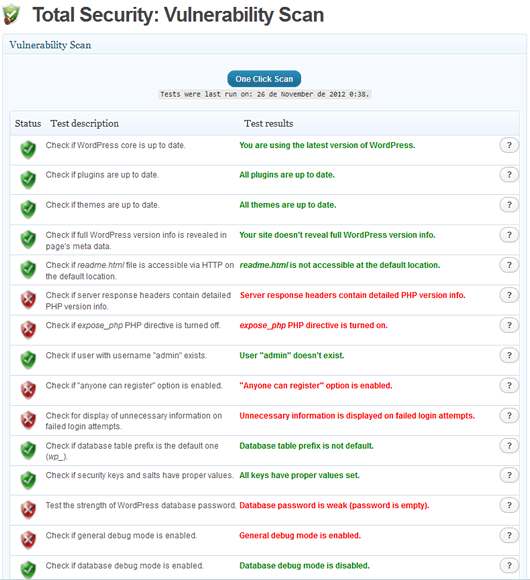 Total Security: Vulnerability Scan
Vulnerability Scan
One Click Scan
Tests were last run on: 26 de November de 2012 0:38.
Status Test description Test results
Check if WordPress core is up to date. You are using the latest version of WordPress. ?
Check if plugins are up to date. All plugins are up to date. ?
Check if themes are up to date. All themes are up to date. ?
Check if full WordPress version info is revealed in Your site doesn't reveal full WordPress version info. ?
page's meta data.
Check if readme.html file is accessible via HTTP on readme.html is not accessible at the default location. ?
the default location.
Check if server response headers contain detailed Server response headers contain detailed PHP version info. ?
PHP version info.
Check if expose_php directive is turned off. expose_php PHP directive is turned on. ?
Check if user with username "admin" exists. User "admin" doesn't exist. ?
Check if "anyone can register" option is enabled. "Anyone can register" option is enabled. ?
Check for display of unnecessary information on Unnecessary information is displayed on failed login attempts. ?
failed login attempts.
Check if database table prefix is the default one Database table prefix is not default. ?
(wp_).
Check if security keys and salts have proper values. All keys have proper values set. ?
Test the strength of WordPress database password. Database password is weak (password is empty). ?
Check if general debug mode is enabled. General debug mode is enabled. ?
Check if database debug mode is enabled. Database debug mode is disabled. ?